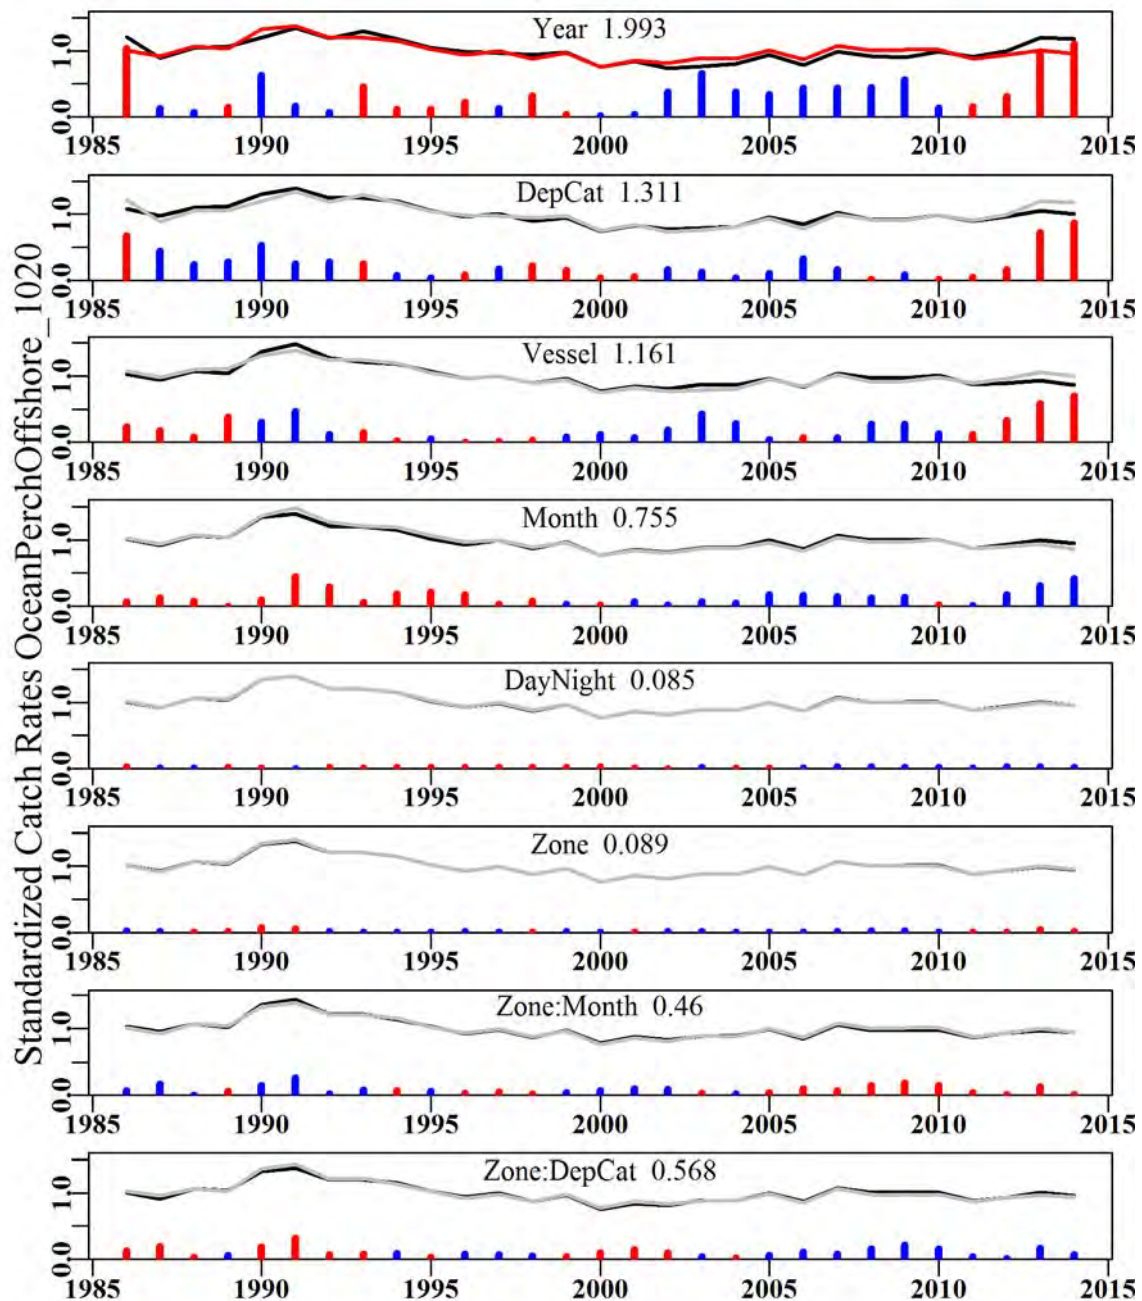 Standardized Catch Rates OceanPerchOffshore_1020
Year 1.993
1.0
0.0
1985 1990 1995 2000 2005 2010 2015
DepCat 1.311
1.0
0.0
1985 1990 1995 2000 2005 2010 2015
Vessel 1.161
1.0
0.0
1985 1990 1995 2000 2005 2010 2015
Month 0.755
1.0
0.0
1985 1990 1995 2000 2005 2010 2015
DayNight 0.085
1.0
0.0
1985 1990 1995 2000 2005 2010 2015
Zone 0.089
1.0
0.0
1985 1990 1995 2000 2005 2010 2015
Zone:Month 0.46
1.0
0.0
1985 1990 1995 2000 2005 2010 2015
Zone:DepCat 0.568
1.0
0.0
1985 1990 1995 2000 2005 2010 2015